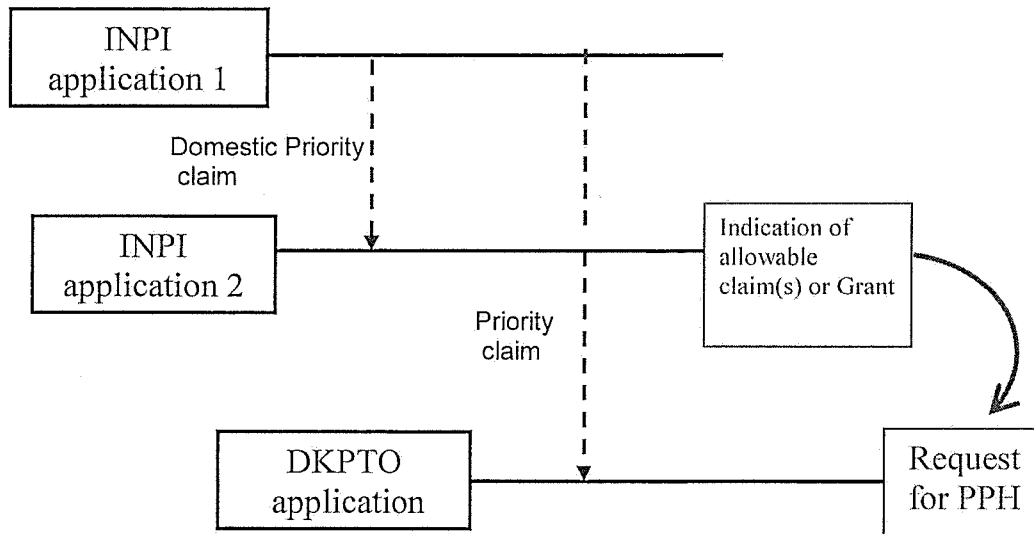 INPI
application 1
Domestic Priority
claim
INPI
application 2
Indication of
allowable
claim(s) or Grant
Priority
claim
DKPTO
application
Request
for PPH